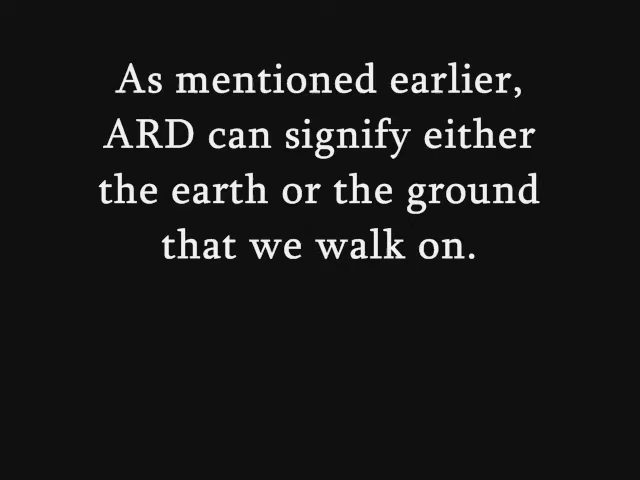 As mentioned earlier,
ARD can signify either
the earth or the ground
that we walk on.